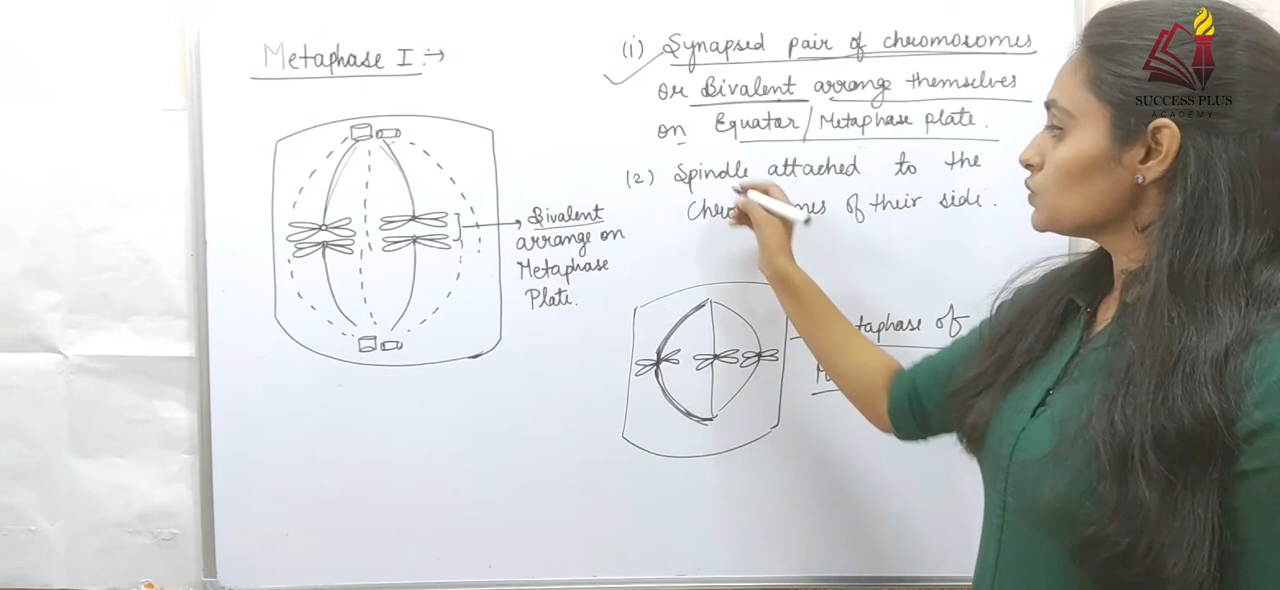 Metaphase I :→
(1) Synapsed pair of chromosomes
or Bivalent arrange themselves
on Equator/Metaphase plate.
(2) Spindle attached to the
of their side.
Bivalent
arrange on
Metaphase
Plate.
of
SUCCESS PLUS
ACADEMY